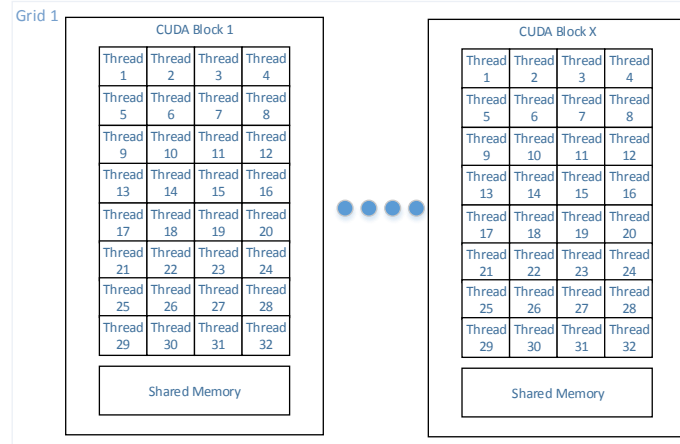 Grid 1
CUDA Block 1
Thread 1 Thread 2 Thread 3 Thread 4
Thread 5 Thread 6 Thread 7 Thread 8
Thread 9 Thread 10 Thread 11 Thread 12
Thread 13 Thread 14 Thread 15 Thread 16
Thread 17 Thread 18 Thread 19 Thread 20
Thread 21 Thread 22 Thread 23 Thread 24
Thread 25 Thread 26 Thread 27 Thread 28
Thread 29 Thread 30 Thread 31 Thread 32
Shared Memory
CUDA Block X
Thread 1 Thread 2 Thread 3 Thread 4
Thread 5 Thread 6 Thread 7 Thread 8
Thread 9 Thread 10 Thread 11 Thread 12
Thread 13 Thread 14 Thread 15 Thread 16
Thread 17 Thread 18 Thread 19 Thread 20
Thread 21 Thread 22 Thread 23 Thread 24
Thread 25 Thread 26 Thread 27 Thread 28
Thread 29 Thread 30 Thread 31 Thread 32
Shared Memory